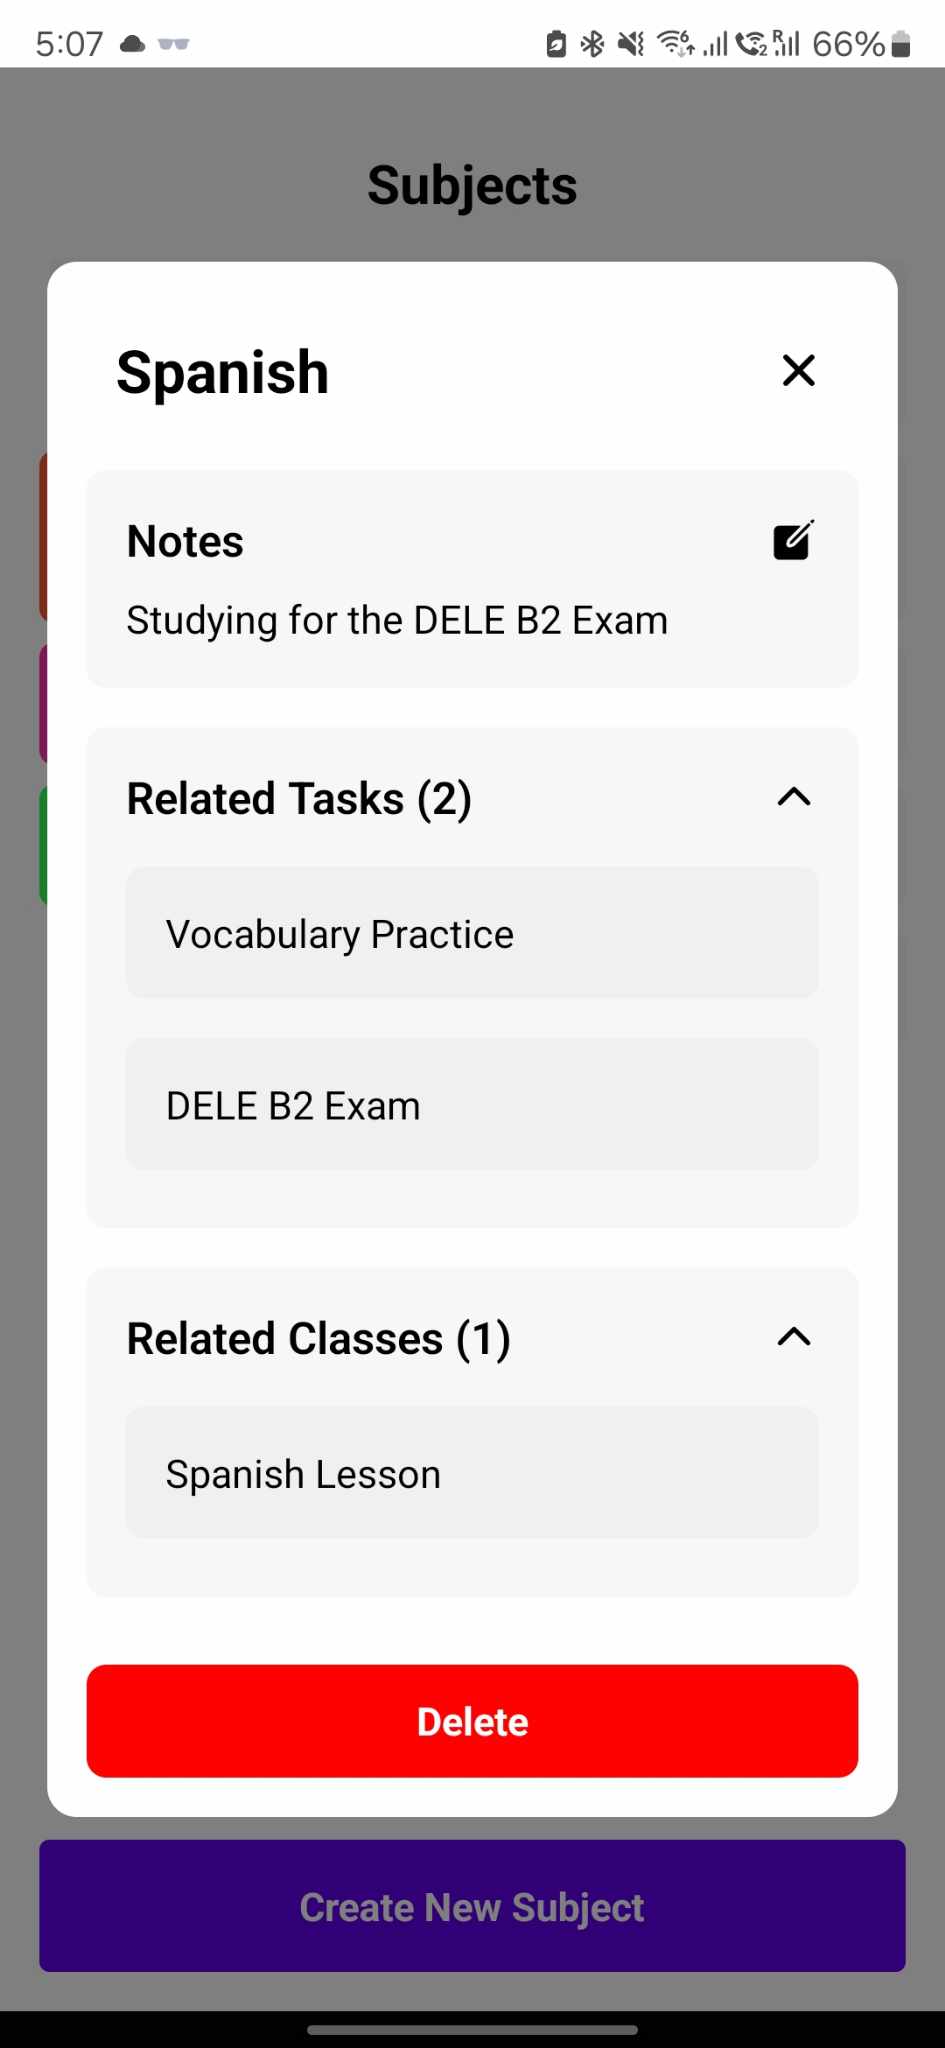 5:07
66%
Subjects
Spanish
Notes
Studying for the DELE B2 Exam
Related Tasks (2)
Vocabulary Practice
DELE B2 Exam
Related Classes (1)
Spanish Lesson
Delete
Create New Subject